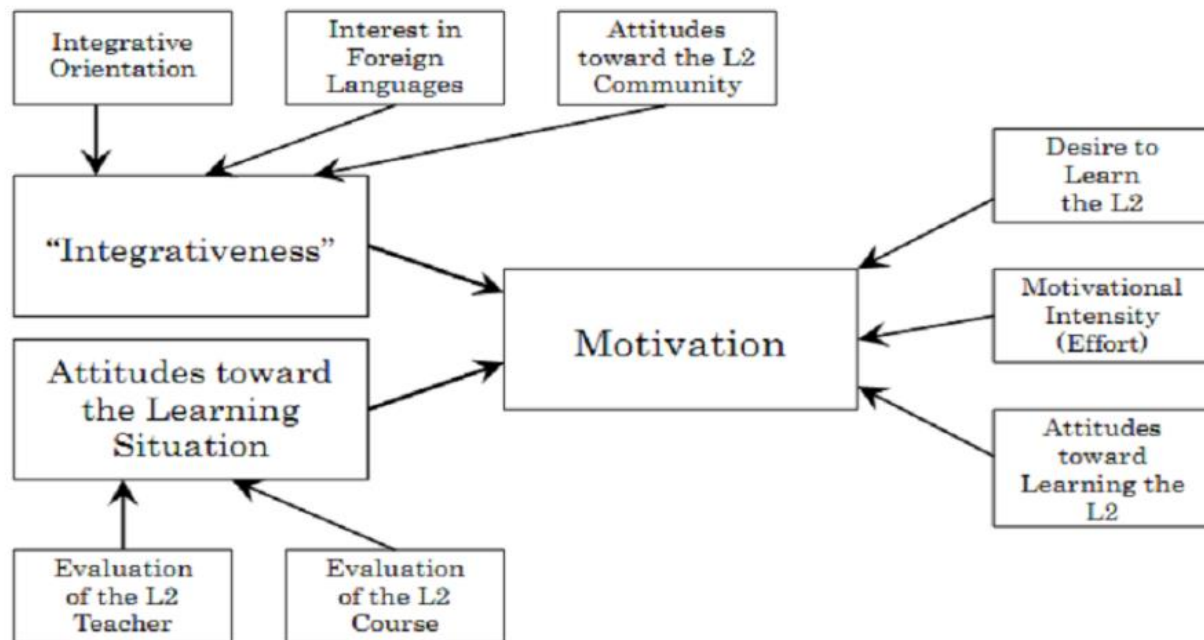 Integrative
Orientation
Interest in
Foreign
Languages
Attitudes
toward the L2
Community
Desire to
Learn
the L2
“Integrativeness”
Motivation
Motivational
Intensity
(Effort)
Attitudes toward
the Learning
Situation
Attitudes
toward
Learning the
L2
Evaluation
of the L2
Teacher
Evaluation
of the L2
Course